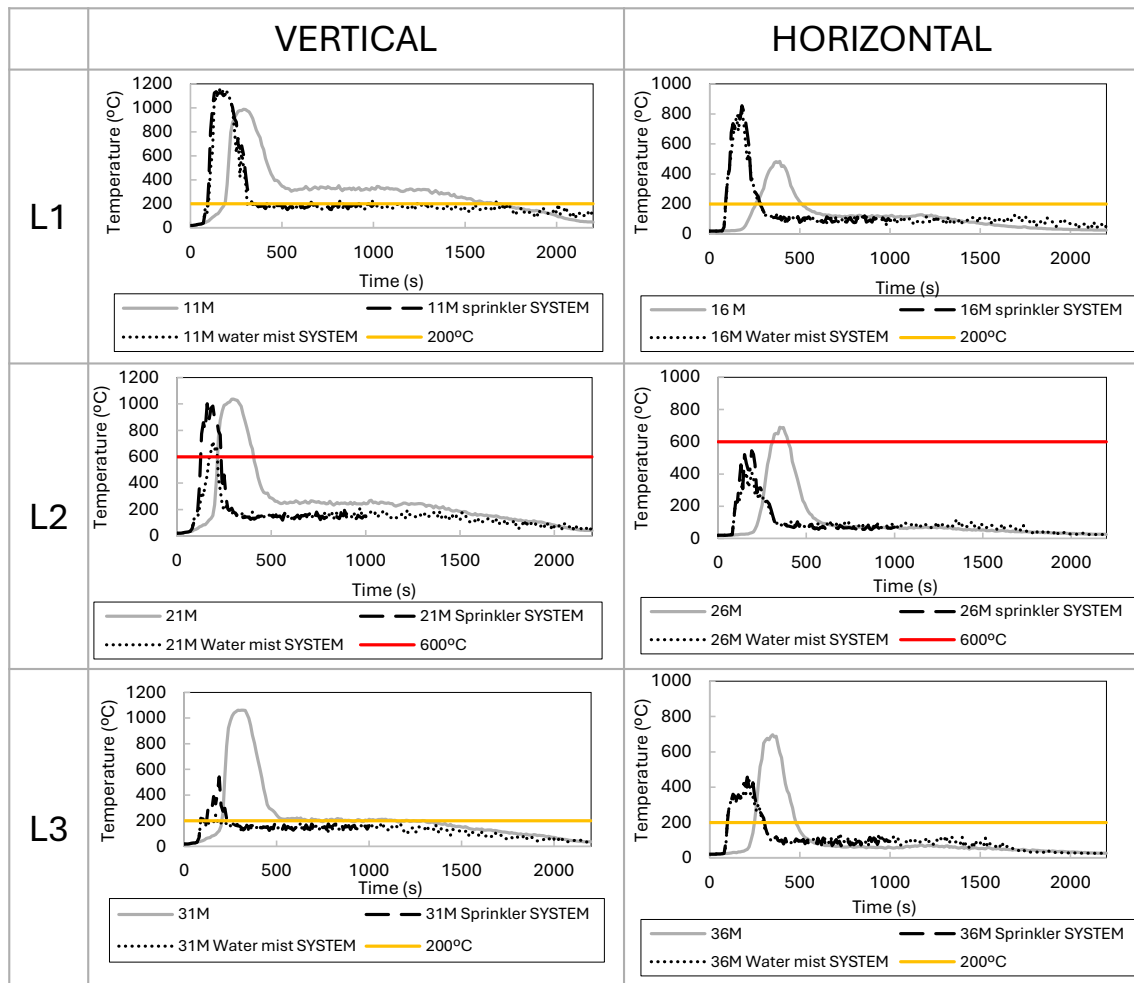 VERTICAL
HORIZONTAL
L1
Temperature (ºC)
1200
1000
800
600
400
200
0
0 500 1000 1500 2000
Time (s)
11M
11M sprinkler SYSTEM
11M water mist SYSTEM
200ºC
Temperature (ºC)
1000
800
600
400
200
0
0 500 1000 1500 2000
Time (s)
16 M
16M sprinkler SYSTEM
16M Water mist SYSTEM
200ºC
L2
Temperature (ºC)
1200
1000
800
600
400
200
0
0 500 1000 1500 2000
Time (s)
21M
21M Sprinkler SYSTEM
21M Water mist SYSTEM
600ºC
Temperature (ºC)
1000
800
600
400
200
0
0 500 1000 1500 2000
Time (s)
26M
26M sprinkler SYSTEM
26M Water mist SYSTEM
600ºC
L3
Temperature (ºC)
1200
1000
800
600
400
200
0
0 500 1000 1500 2000
Time (s)
31M
31M Sprinkler SYSTEM
31M Water mist SYSTEM
200ºC
Temperature (ºC)
1000
800
600
400
200
0
0 500 1000 1500 2000
Time (s)
36M
36M Sprinkler SYSTEM
36M Water mist SYSTEM
200ºC